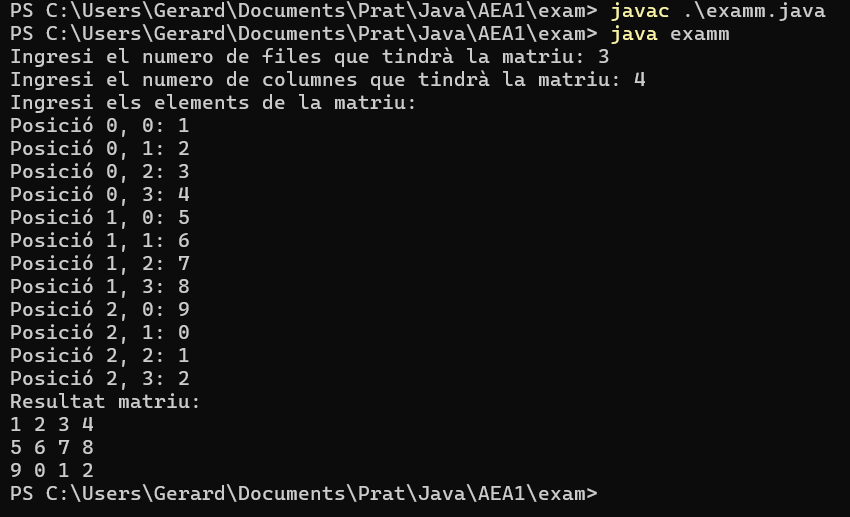 PS C:\Users\Gerard\Documents\Prat\Java\AEA1\exam> javac .\examm.java
PS C:\Users\Gerard\Documents\Prat\Java\AEA1\exam> java examm
Ingresi el numero de files que tindrà la matriu: 3
Ingresi el numero de columnes que tindrà la matriu: 4
Ingresi els elements de la matriu:
Posició 0, 0: 1
Posició 0, 1: 2
Posició 0, 2: 3
Posició 0, 3: 4
Posició 1, 0: 5
Posició 1, 1: 6
Posició 1, 2: 7
Posició 1, 3: 8
Posició 2, 0: 9
Posició 2, 1: 0
Posició 2, 2: 1
Posició 2, 3: 2
Resultat matriu:
1 2 3 4
5 6 7 8
9 0 1 2
PS C:\Users\Gerard\Documents\Prat\Java\AEA1\exam>